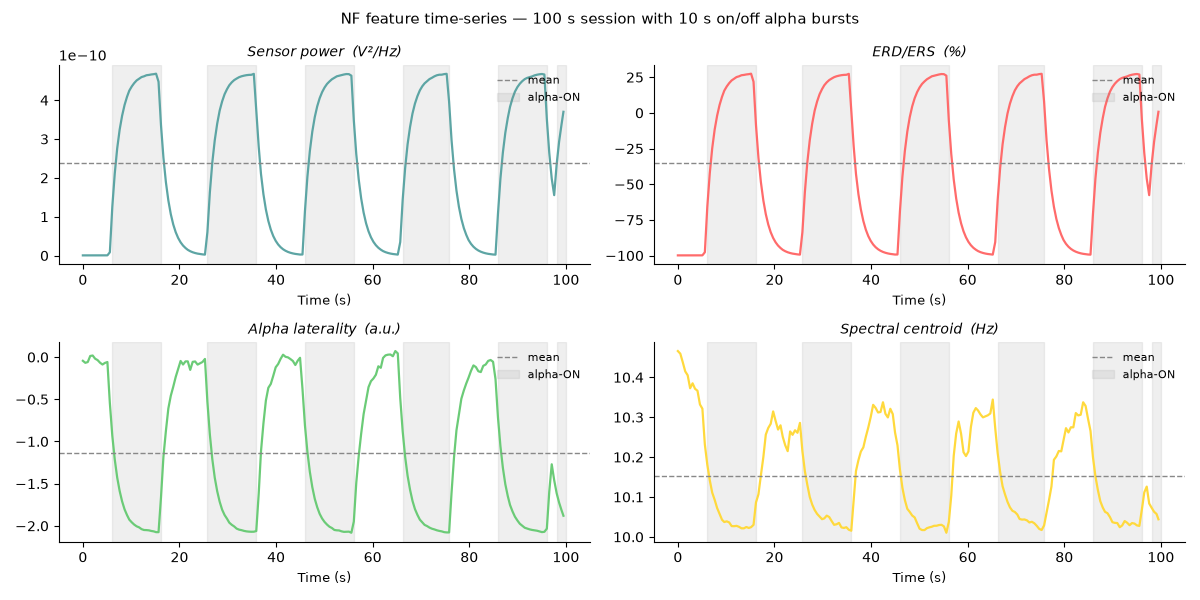 NF feature time-series — 100 s session with 10 s on/off alpha bursts
Sensor power (V²/Hz)
1e−10
4
3
2
1
0
mean
alpha-ON
0 20 40 60 80 100
Time (s)
ERD/ERS (%)
25
0
−25
−50
−75
−100
mean
alpha-ON
0 20 40 60 80 100
Time (s)
Alpha laterality (a.u.)
0.0
−0.5
−1.0
−1.5
−2.0
mean
alpha-ON
0 20 40 60 80 100
Time (s)
Spectral centroid (Hz)
10.4
10.3
10.2
10.1
10.0
mean
alpha-ON
0 20 40 60 80 100
Time (s)